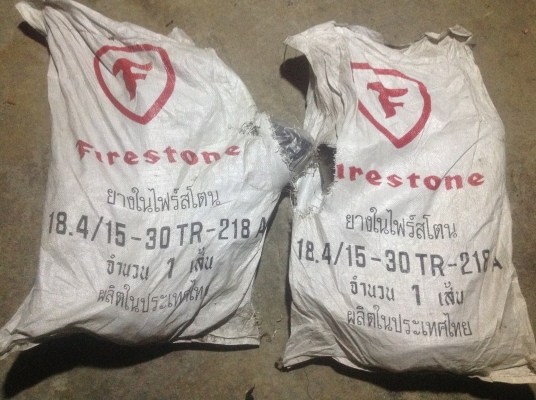 F
Firestone
ยางในไฟร์สโตน
18.4/15-30 TR-218 A
จำนวน 1 เส้น
ผลิตในประเทศไทย
F
irestone
ยางในไฟร์สโตน
18.4/15-30 TR-218 A
จำนวน 1 เส้น
ผลิตในประเทศไทย